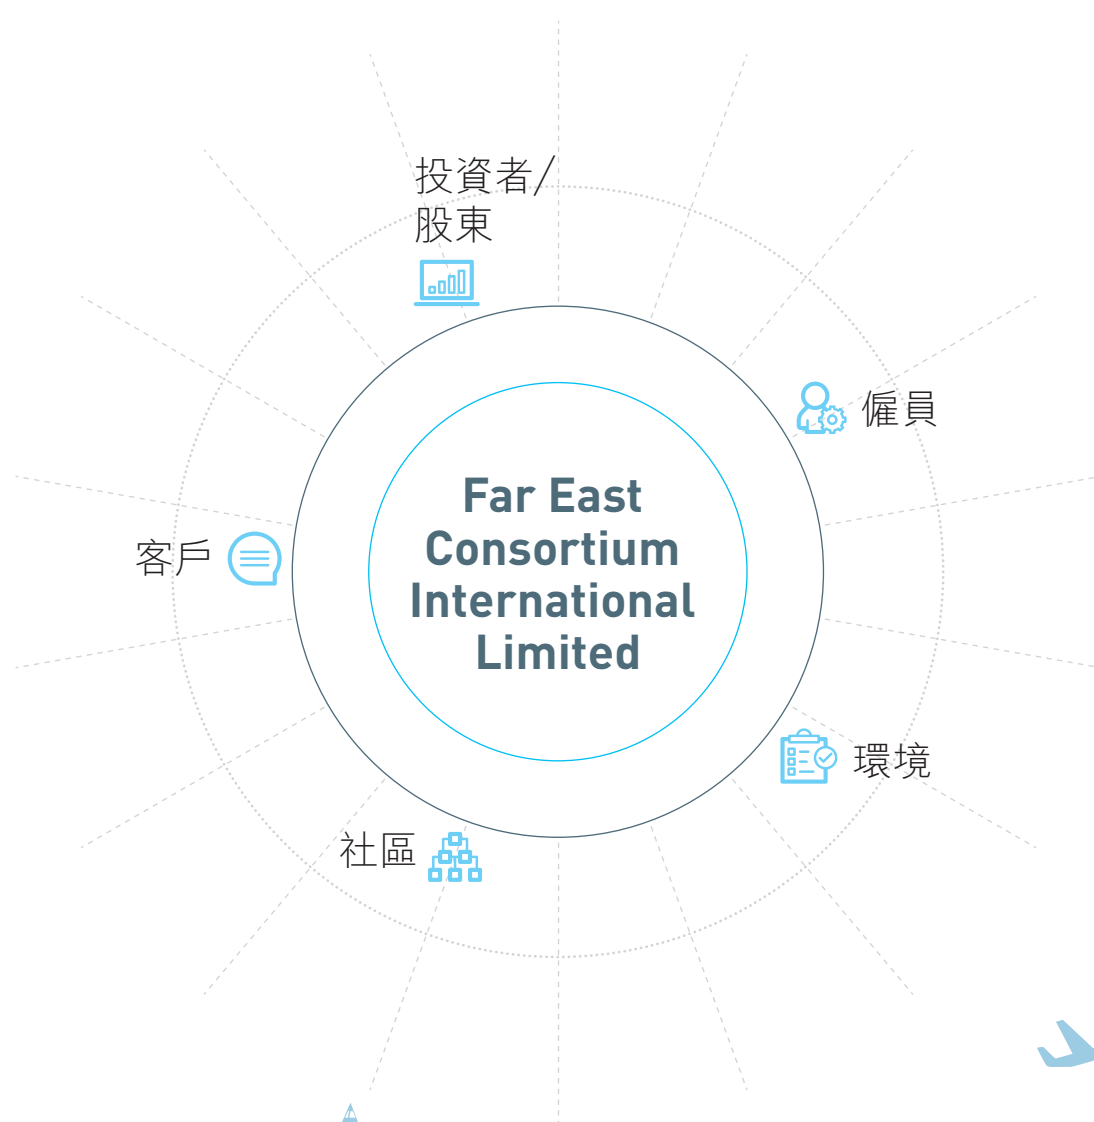 投資者/
股東
僱員
Far East
Consortium
International
Limited
客戶
環境
社區